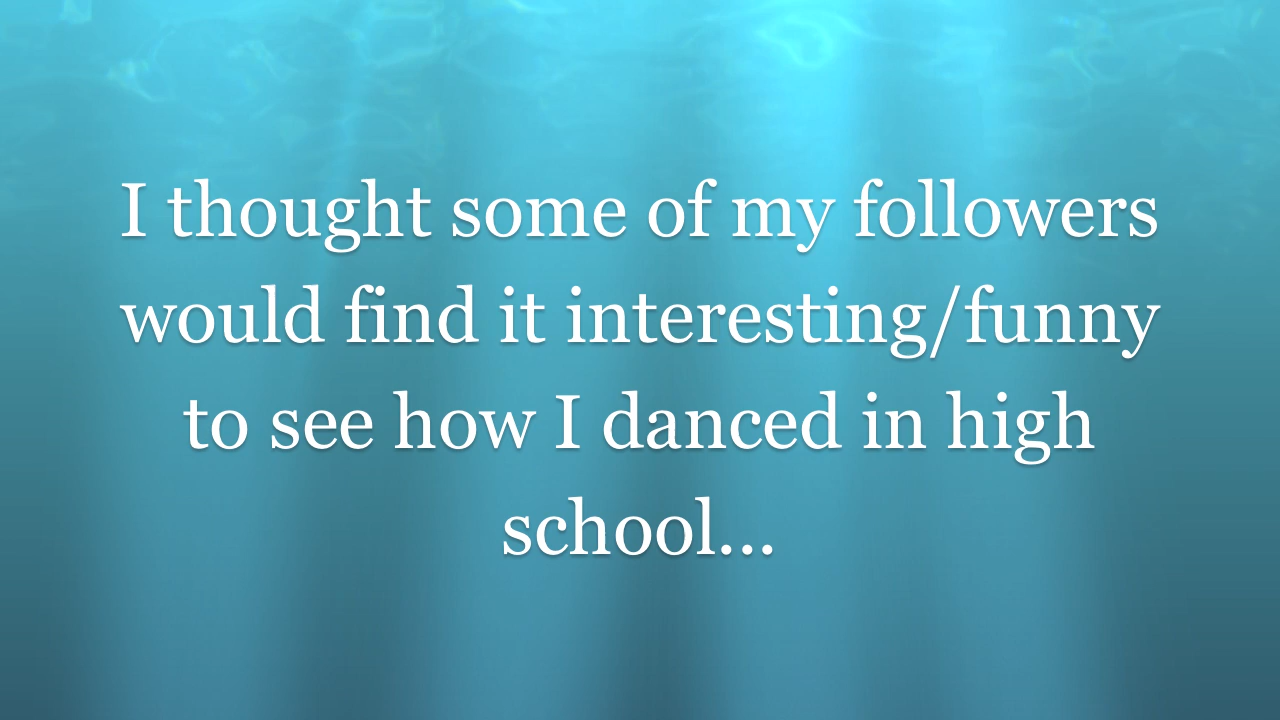 I thought some of my followers
would find it interesting/funny
to see how I danced in high
school...